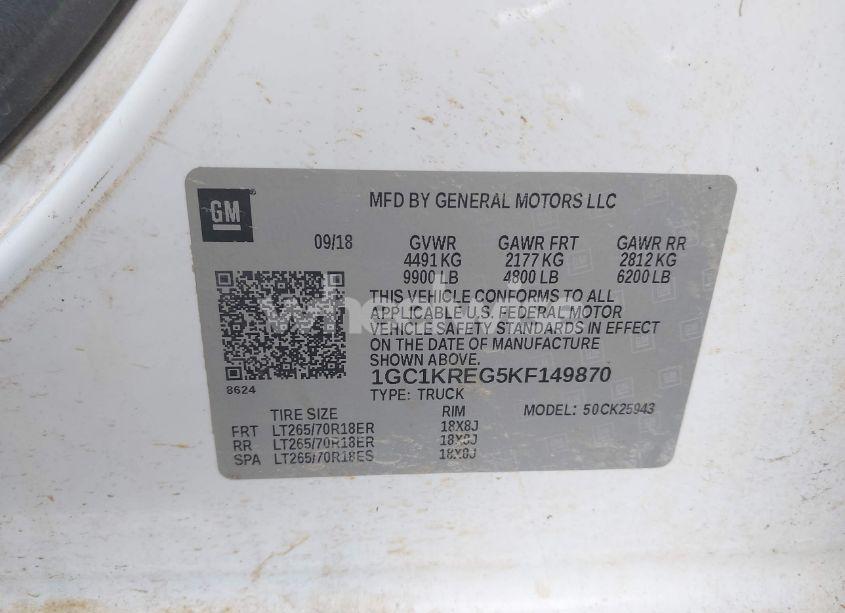 GM
MFD BY GENERAL MOTORS LLC
09/18 GVWR GAWR FRT GAWR RR
4491 KG 2177 KG 2812 KG
9900 LB 4800 LB 6200 LB
THIS VEHICLE CONFORMS TO ALL
APPLICABLE U.S. FEDERAL MOTOR
VEHICLE SAFETY STANDARDS IN EFFECT
ON THE DATE OF MANUFACTURE
SHOWN ABOVE.
1GC1KREG5KF149870
8624
TYPE: TRUCK MODEL: 50CK25943
TIRE SIZE RIM
FRT LT265/70R18ER 18X8J
RR LT265/70R18ER 18X8J
SPA LT265/70R18ES 18X8J